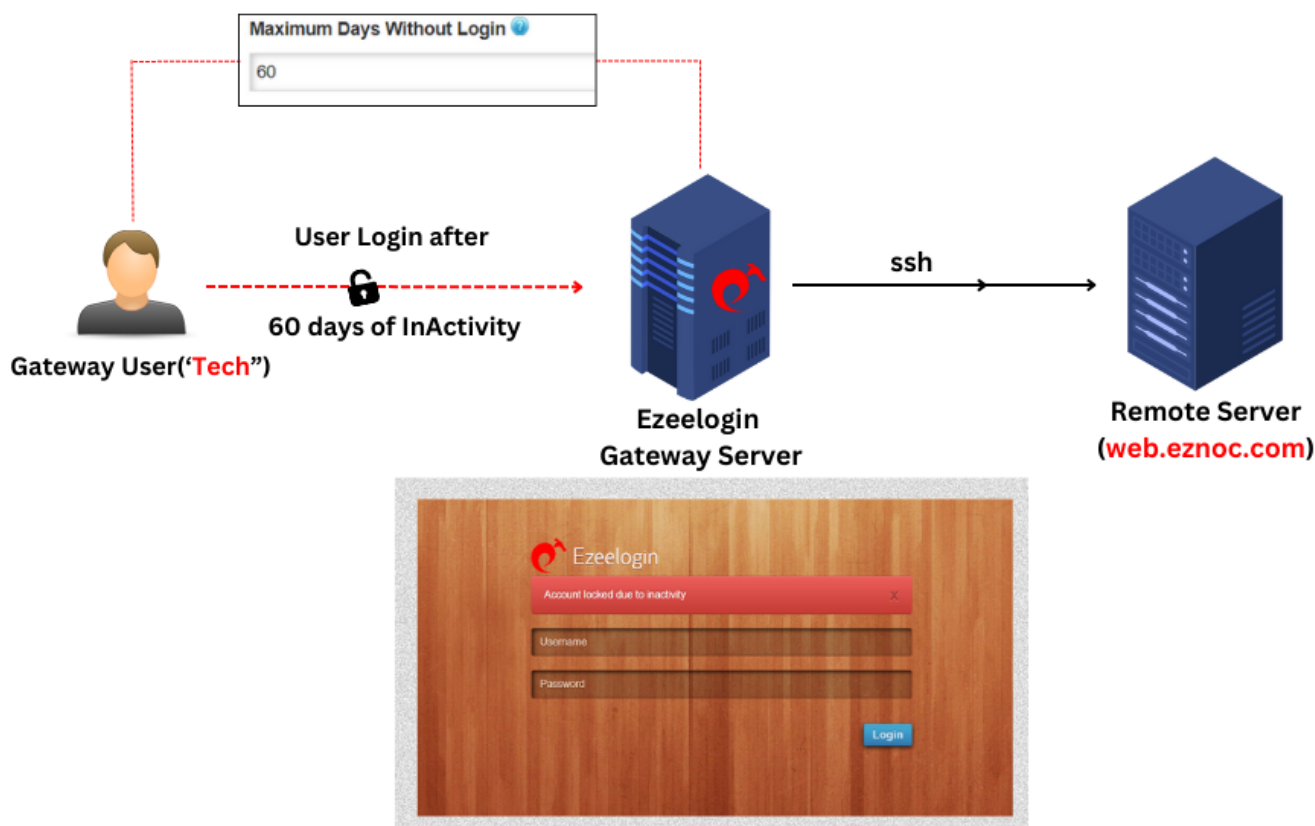 Maximum Days Without Login ?
60
User Login after
60 days of InActivity
Gateway User(‘Tech”)
ssh
Ezeelogin
Gateway Server
Remote Server
(web.eznoc.com)
Ezeelogin
Account locked due to inactivity X
Username
Password
Login